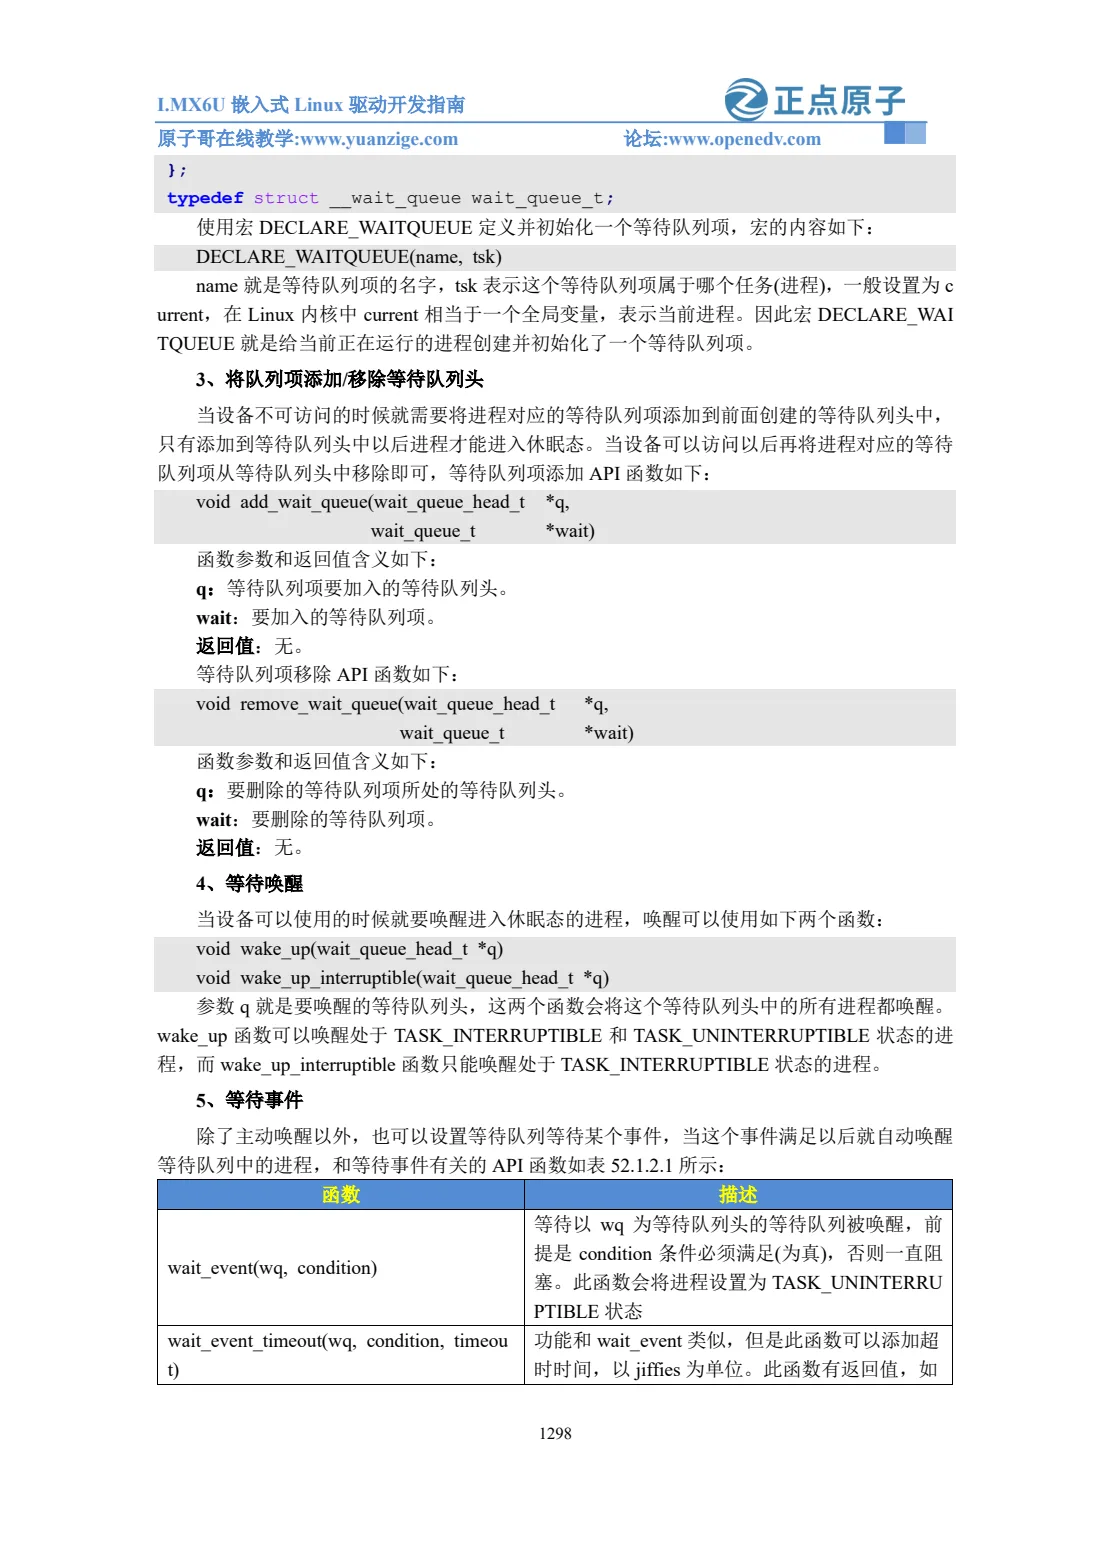 I.MX6U 嵌入式 Linux 驱动开发指南
正点原子
原子哥在线教学:www.yuanzige.com 论坛:www.openedv.com
};
typedef struct __wait_queue wait_queue_t;
使用宏 DECLARE_WAITQUEUE 定义并初始化一个等待队列项，宏的内容如下：
DECLARE_WAITQUEUE(name, tsk)
name 就是等待队列项的名字，tsk 表示这个等待队列项属于哪个任务(进程)，一般设置为 c
urrent，在 Linux 内核中 current 相当于一个全局变量，表示当前进程。因此宏 DECLARE_WAI
TQUEUE 就是给当前正在运行的进程创建并初始化了一个等待队列项。
3、将队列项添加/移除等待队列头
当设备不可访问的时候就需要将进程对应的等待队列项添加到前面创建的等待队列头中，
只有添加到等待队列头中以后进程才能进入休眠态。当设备可以访问以后再将进程对应的等待
队列项从等待队列头中移除即可，等待队列项添加 API 函数如下：
void add_wait_queue(wait_queue_head_t *q,
wait_queue_t *wait)
函数参数和返回值含义如下：
q：等待队列项要加入的等待队列头。
wait：要加入的等待队列项。
返回值：无。
等待队列项移除 API 函数如下：
void remove_wait_queue(wait_queue_head_t *q,
wait_queue_t *wait)
函数参数和返回值含义如下：
q：要删除的等待队列项所处的等待队列头。
wait：要删除的等待队列项。
返回值：无。
4、等待唤醒
当设备可以使用的时候就要唤醒进入休眠态的进程，唤醒可以使用如下两个函数：
void wake_up(wait_queue_head_t *q)
void wake_up_interruptible(wait_queue_head_t *q)
参数 q 就是要唤醒的等待队列头，这两个函数会将这个等待队列头中的所有进程都唤醒。
wake_up 函数可以唤醒处于 TASK_INTERRUPTIBLE 和 TASK_UNINTERRUPTIBLE 状态的进
程，而 wake_up_interruptible 函数只能唤醒处于 TASK_INTERRUPTIBLE 状态的进程。
5、等待事件
除了主动唤醒以外，也可以设置等待队列等待某个事件，当这个事件满足以后就自动唤醒
等待队列中的进程，和等待事件有关的 API 函数如表 52.1.2.1 所示：
函数 描述
wait_event(wq, condition)
等待以 wq 为等待队列头的等待队列被唤醒，前
提是 condition 条件必须满足(为真)，否则一直阻
塞。此函数会将进程设置为 TASK_UNINTERRU
PTIBLE 状态
wait_event_timeout(wq, condition, timeou
t)
功能和 wait_event 类似，但是此函数可以添加超
时时间，以 jiffies 为单位。此函数有返回值，如
1298